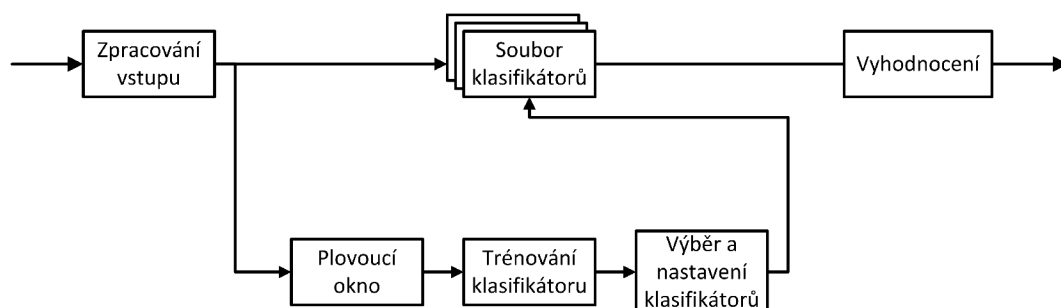 Zpracování
vstupu
Soubor
klasifikátorů
Vyhodnocení
Plovoucí
okno
Trénování
klasifikátoru
Výběr a
nastavení
klasifikátorů